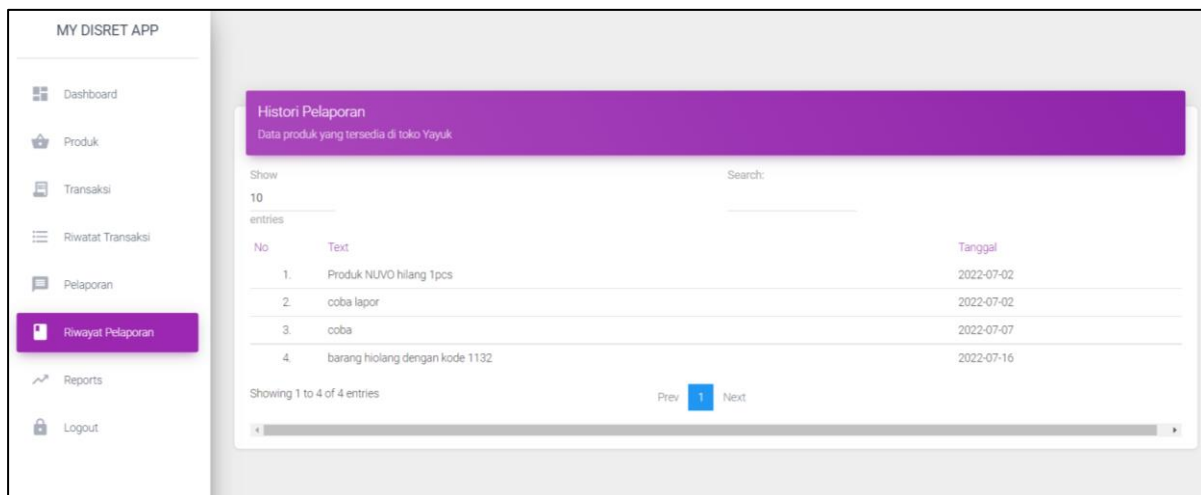 MY DISRET APP
Dashboard
Produk
Transaksi
Riwatat Transaksi
Pelaporan
Riwayat Pelaporan
Reports
Logout
Histori Pelaporan
Data produk yang tersedia di toko Yayuk
Show
10
entries
Search:
No Text Tanggal
1. Produk NUVO hilang 1pcs 2022-07-02
2. coba lapor 2022-07-02
3. coba 2022-07-07
4. barang hiolang dengan kode 1132 2022-07-16
Showing 1 to 4 of 4 entries
Prev 1 Next